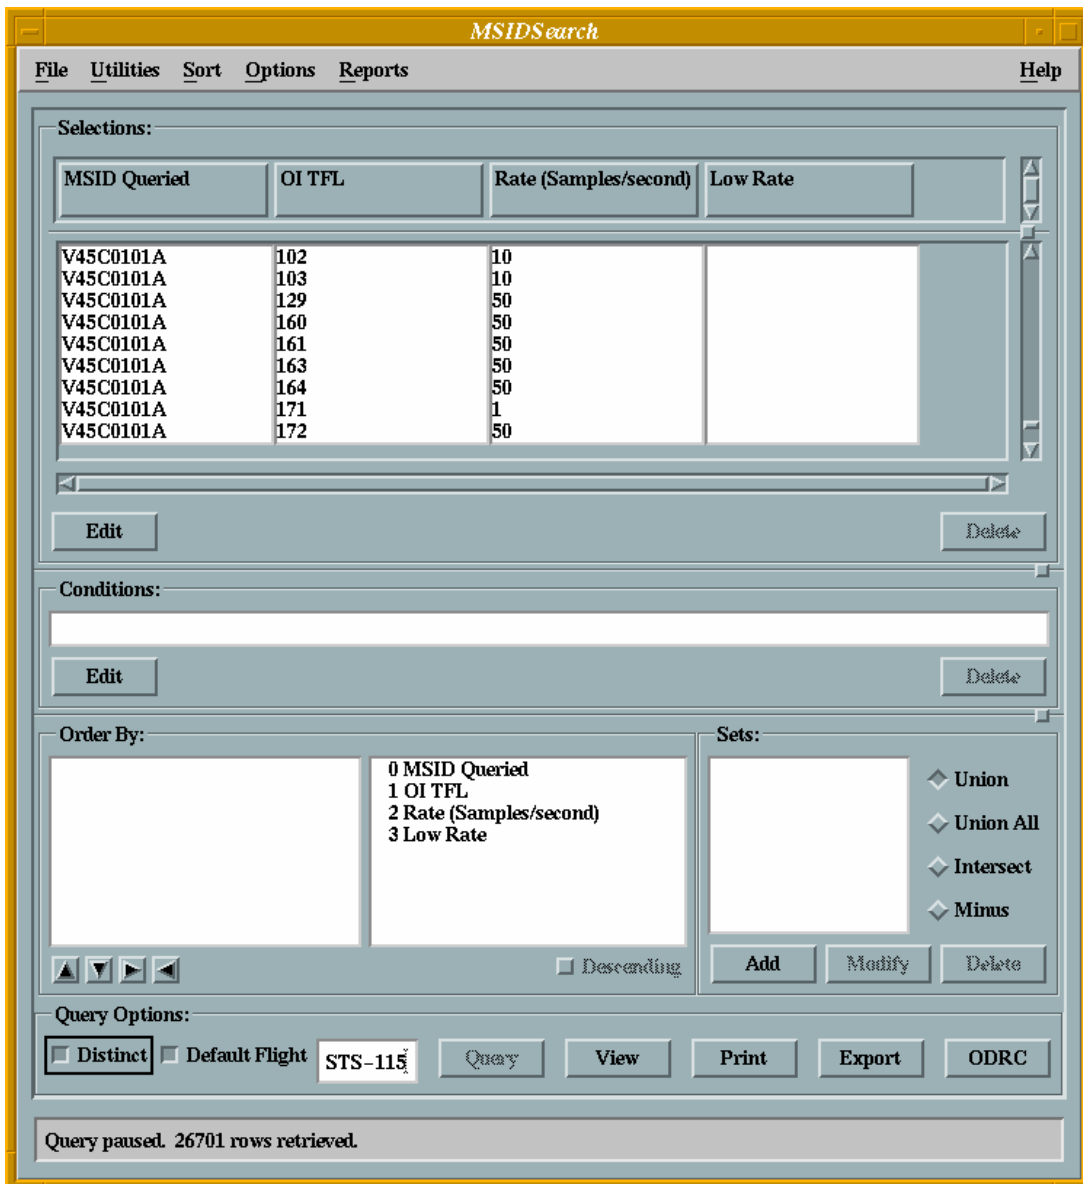 MSIDSearch
File Utilities Sort Options Reports Help
Selections:
MSID Queried OI TFL Rate (Samples/second) Low Rate
V45C0101A 102 10
V45C0101A 103 10
V45C0101A 129 50
V45C0101A 160 50
V45C0101A 161 50
V45C0101A 163 50
V45C0101A 164 50
V45C0101A 171 1
V45C0101A 172 50
Edit Delete
Conditions:
Edit Delete
Order By:
0 MSID Queried
1 OI TFL
2 Rate (Samples/second)
3 Low Rate
Descending
Sets:
Union
Union All
Intersect
Minus
Add Modify Delete
Query Options:
Distinct Default Flight STS-115 Query View Print Export ODRC
Query paused. 26701 rows retrieved.